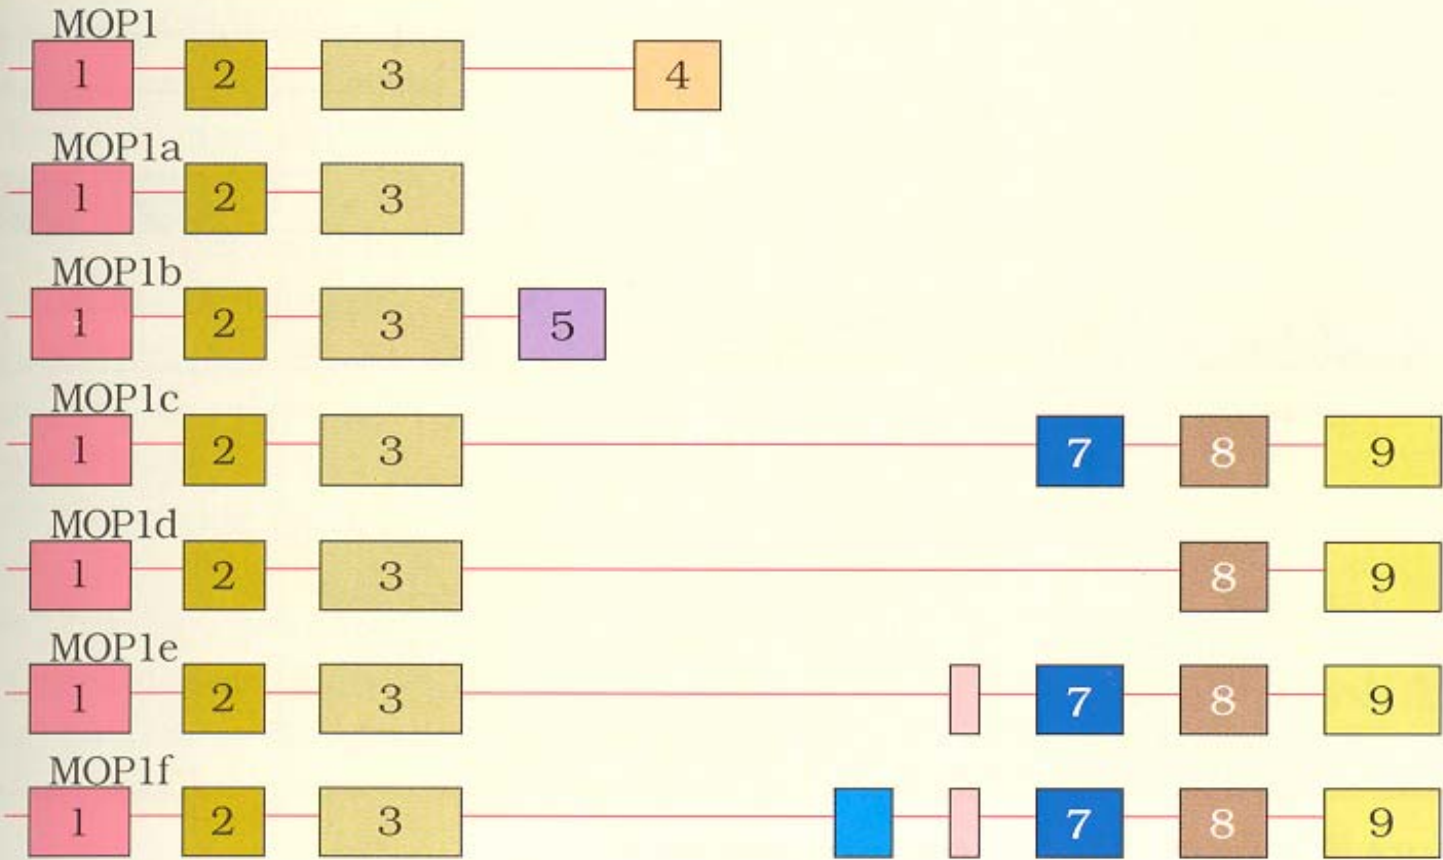 MOP1
1 2 3 4
MOP1a
1 2 3
MOP1b
1 2 3 5
MOP1c
1 2 3 7 8 9
MOP1d
1 2 3 8 9
MOP1e
1 2 3 7 8 9
MOP1f
1 2 3 7 8 9